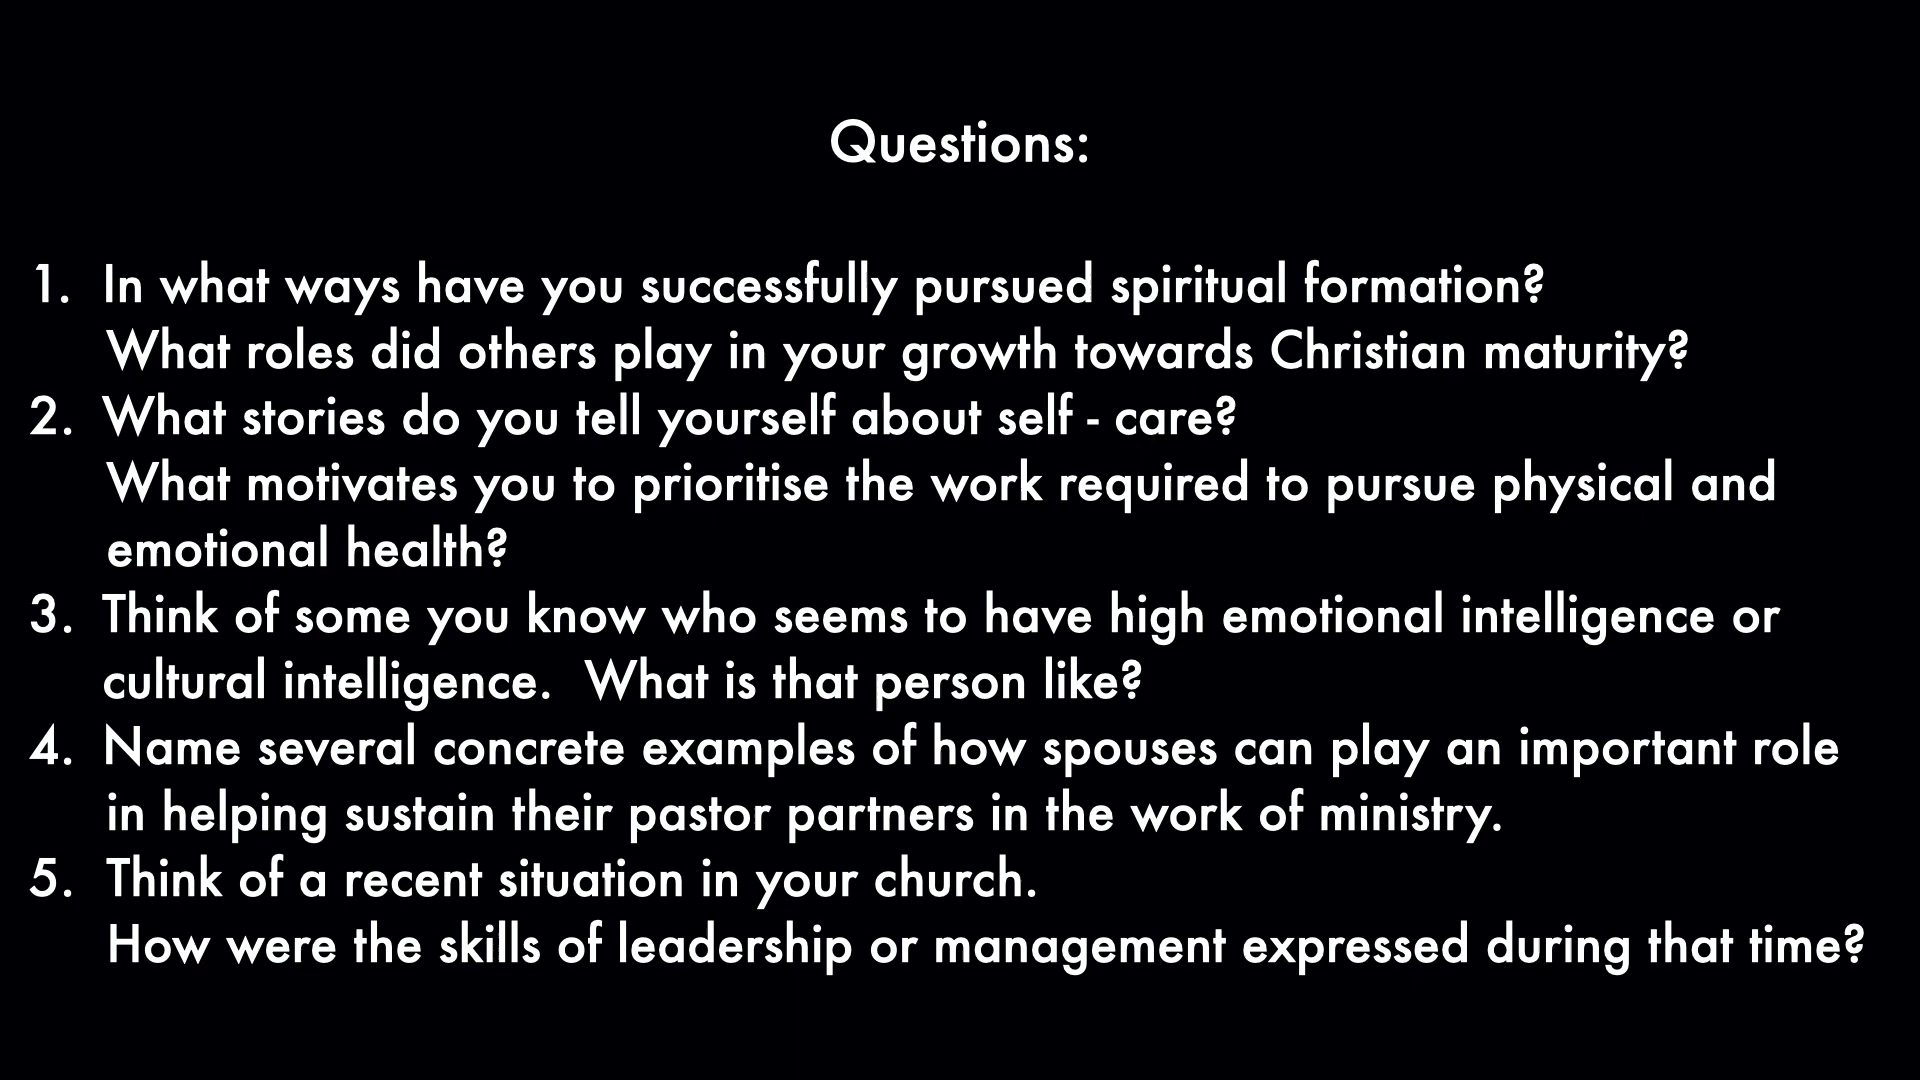 Questions:
1. In what ways have you successfully pursued spiritual formation?
What roles did others play in your growth towards Christian maturity?
2. What stories do you tell yourself about self - care?
What motivates you to prioritise the work required to pursue physical and
emotional health?
3. Think of some you know who seems to have high emotional intelligence or
cultural intelligence.  What is that person like?
4. Name several concrete examples of how spouses can play an important role
in helping sustain their pastor partners in the work of ministry.
5. Think of a recent situation in your church.
How were the skills of leadership or management expressed during that time?